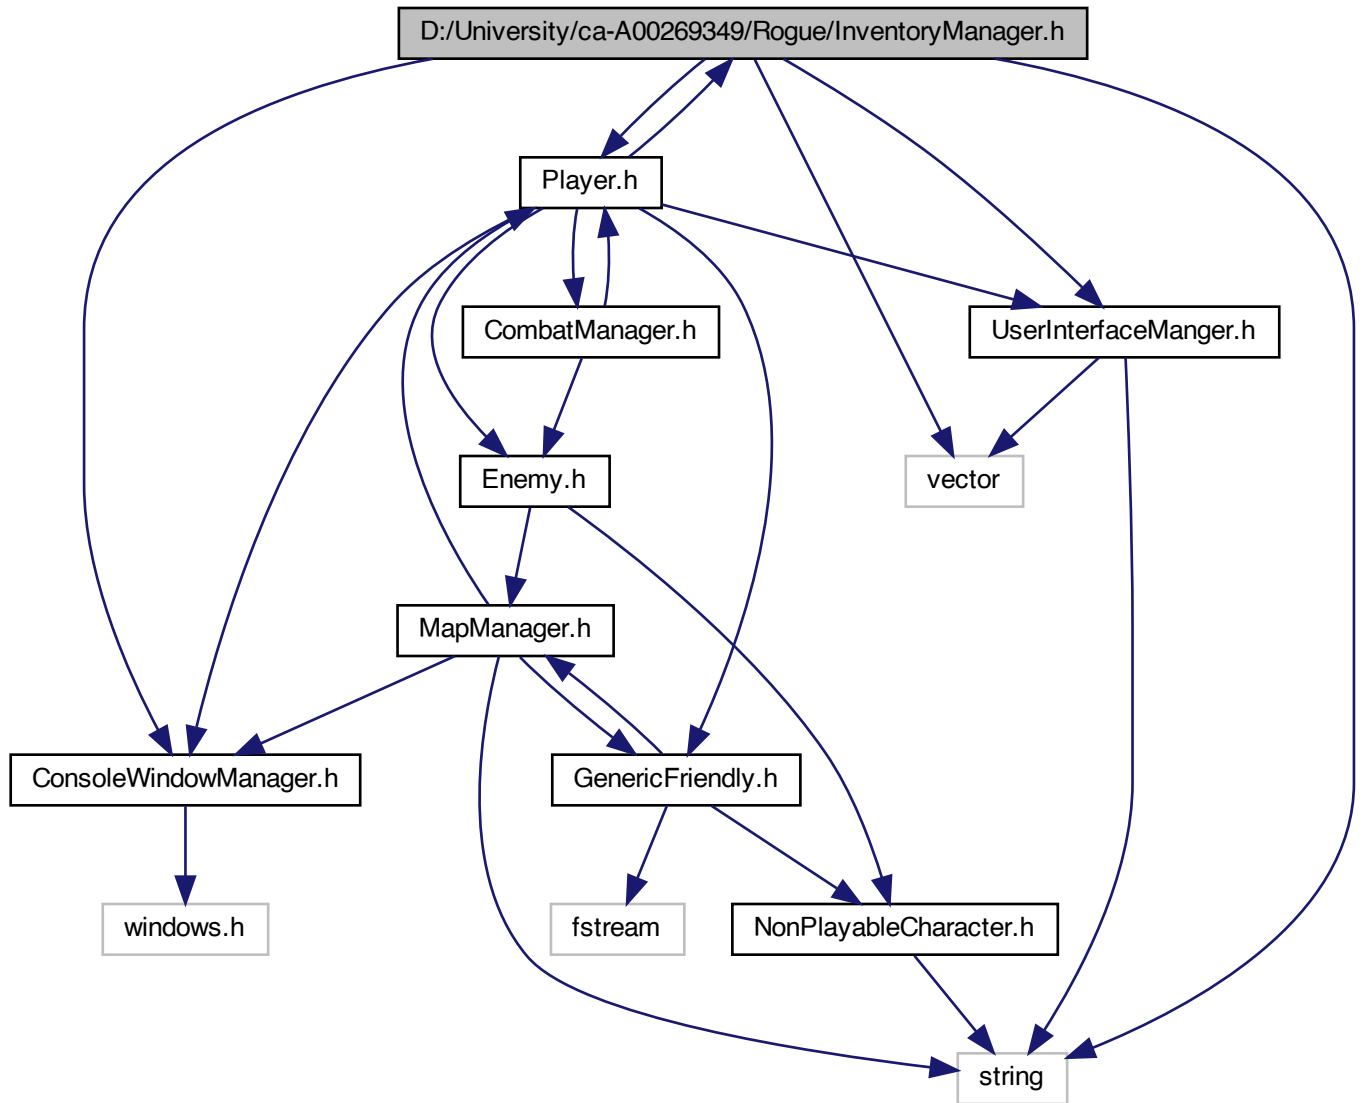 D:/University/ca-A00269349/Rogue/InventoryManager.h
Player.h
CombatManager.h
UserInterfaceManger.h
Enemy.h
vector
MapManager.h
ConsoleWindowManager.h
GenericFriendly.h
windows.h
fstream
NonPlayableCharacter.h
string